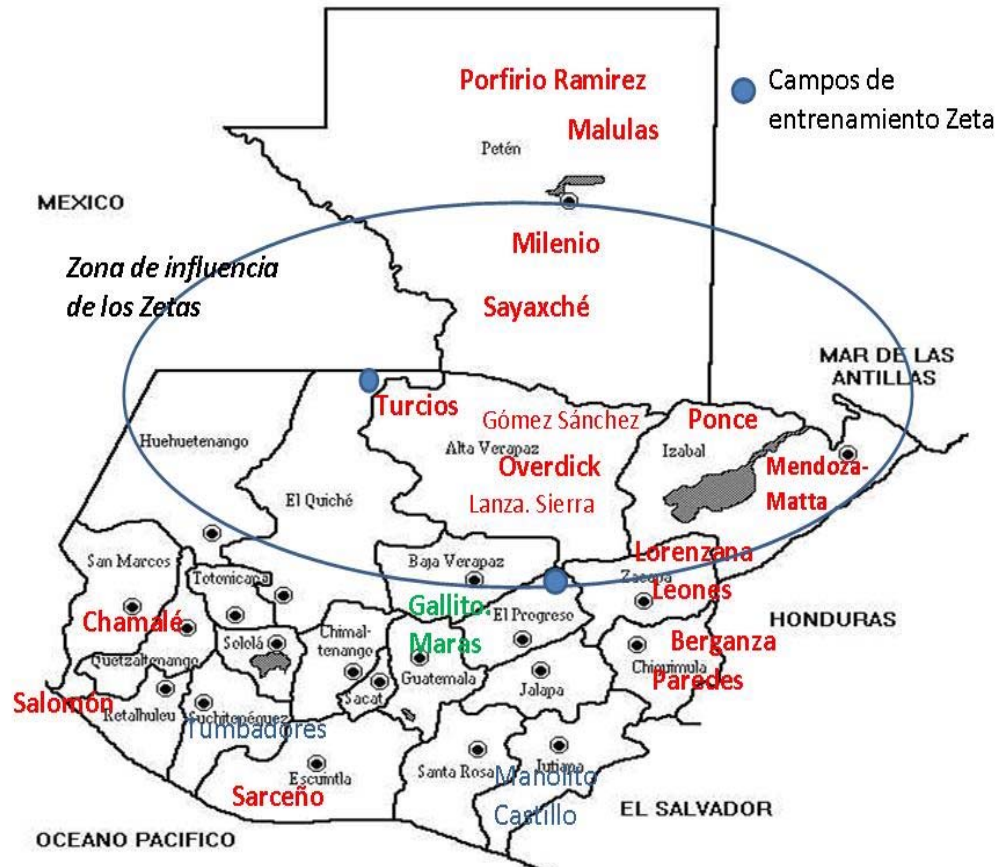 Porfirio Ramirez
Campos de
entrenamiento Zeta
Malulas
Petén
MEXICO
Milenio
Zona de influencia
de los Zetas
Sayaxché
MAR DE LAS
ANTILLAS
Turcios
Gómez Sánchez
Ponce
Huehuetenango
Alta Verapaz
Izabal
Overdick
Mendoza-
Matta
El Quiché
Lanza. Sierra
Lorenzana
San Marcos
Baja Verapaz
Zacapa
Totonicapa
Leones
Gallito.
Maras
El Progreso
HONDURAS
Chamalé
Sololá
Chimal-
tenango
Berganza
Quetzaltenango
Guatemala
Chiquimula
Paredes
Salomón
Sacat
Jalapa
Retalhuleu
Suchitepéquez
Tumbadores
Santa Rosa
Jutiapa
Manolito
Castillo
Escuintla
Sarceño
EL SALVADOR
OCEANO PACIFICO